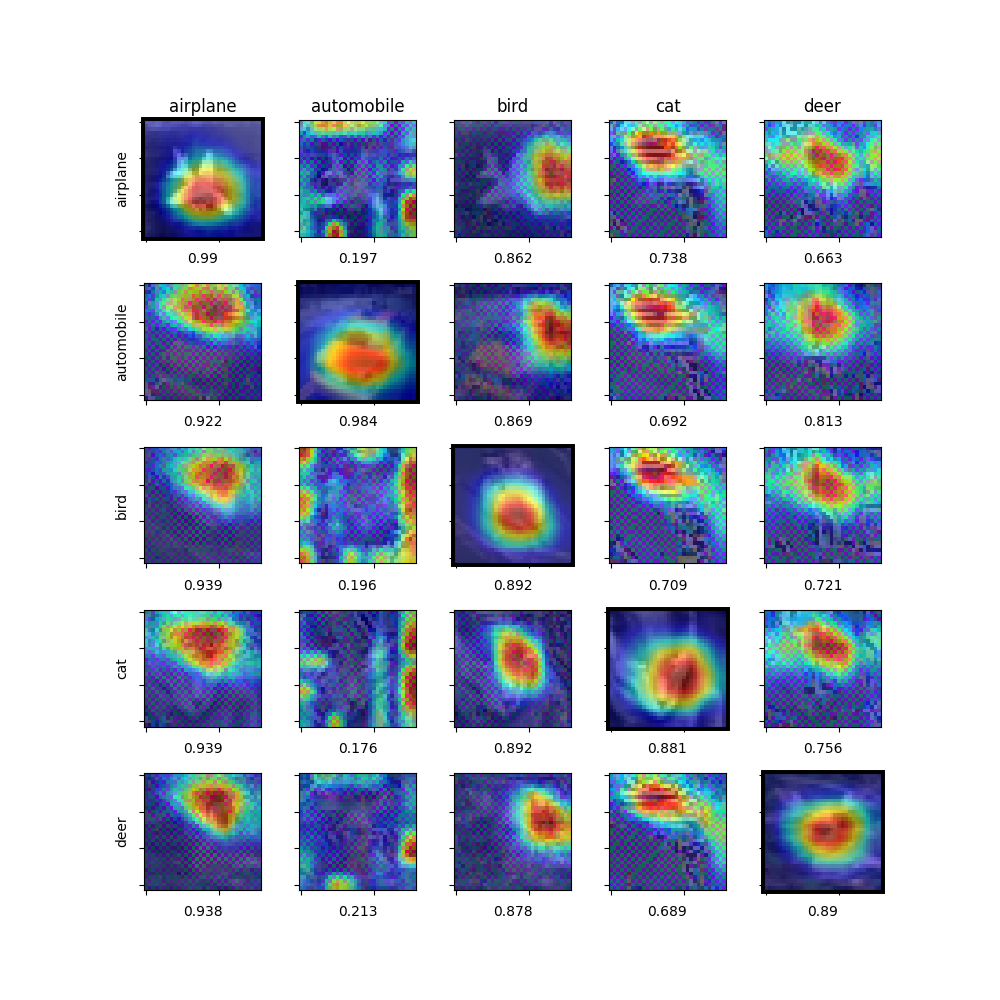 airplane automobile bird cat deer
airplane
0.99 0.197 0.862 0.738 0.663
automobile
0.922 0.984 0.869 0.692 0.813
bird
0.939 0.196 0.892 0.709 0.721
cat
0.939 0.176 0.892 0.881 0.756
deer
0.938 0.213 0.878 0.689 0.89